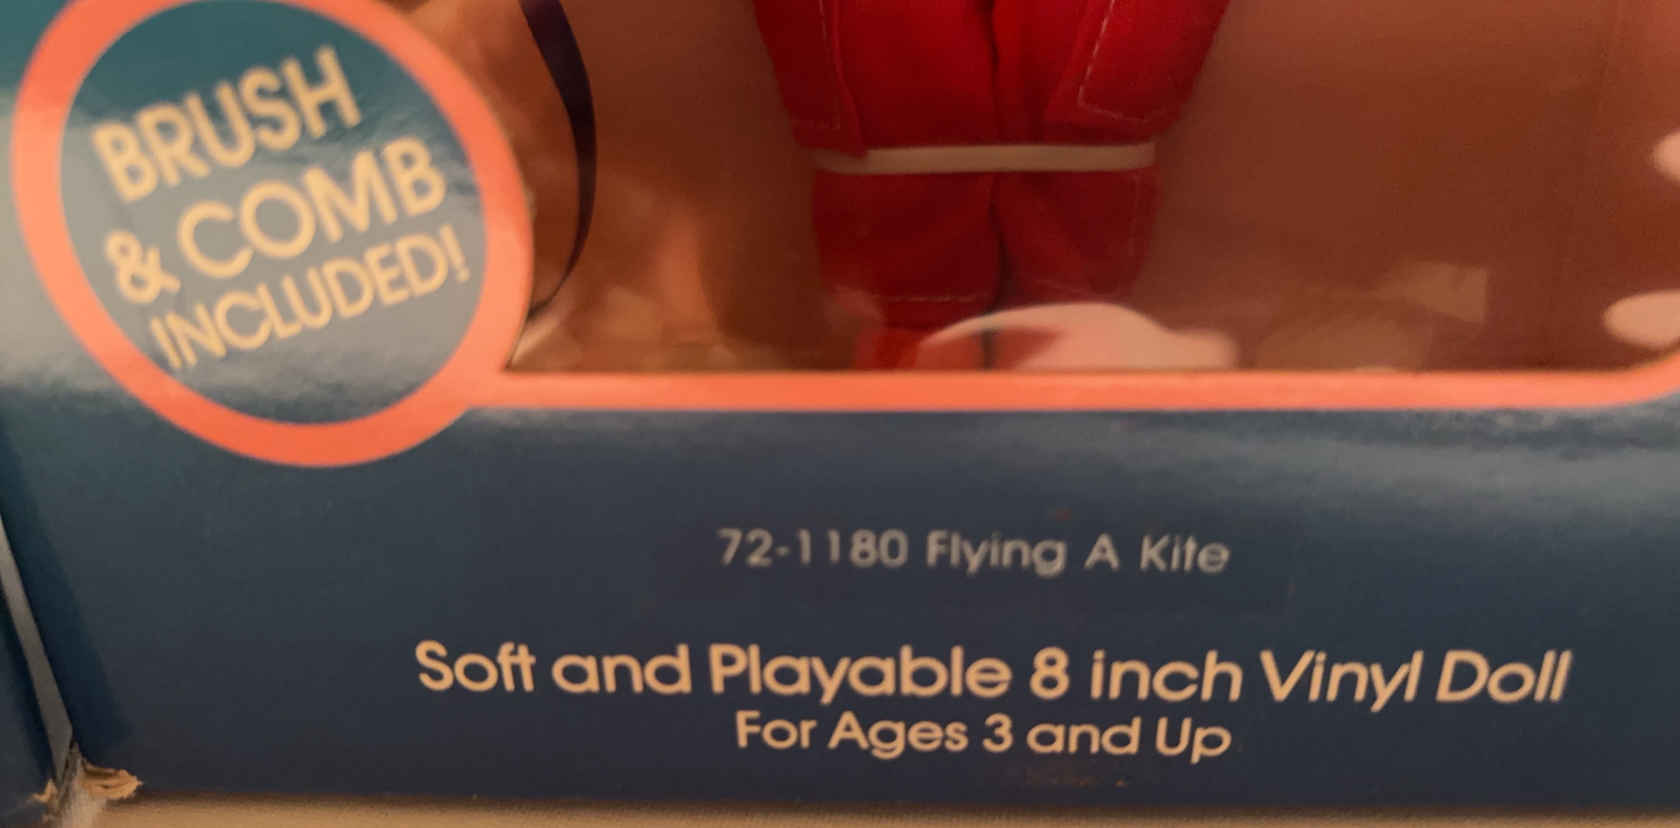 BRUSH
& COMB
INCLUDED!
72-1180 Flying A Kite
Soft and Playable 8 inch Vinyl Doll
For Ages 3 and Up